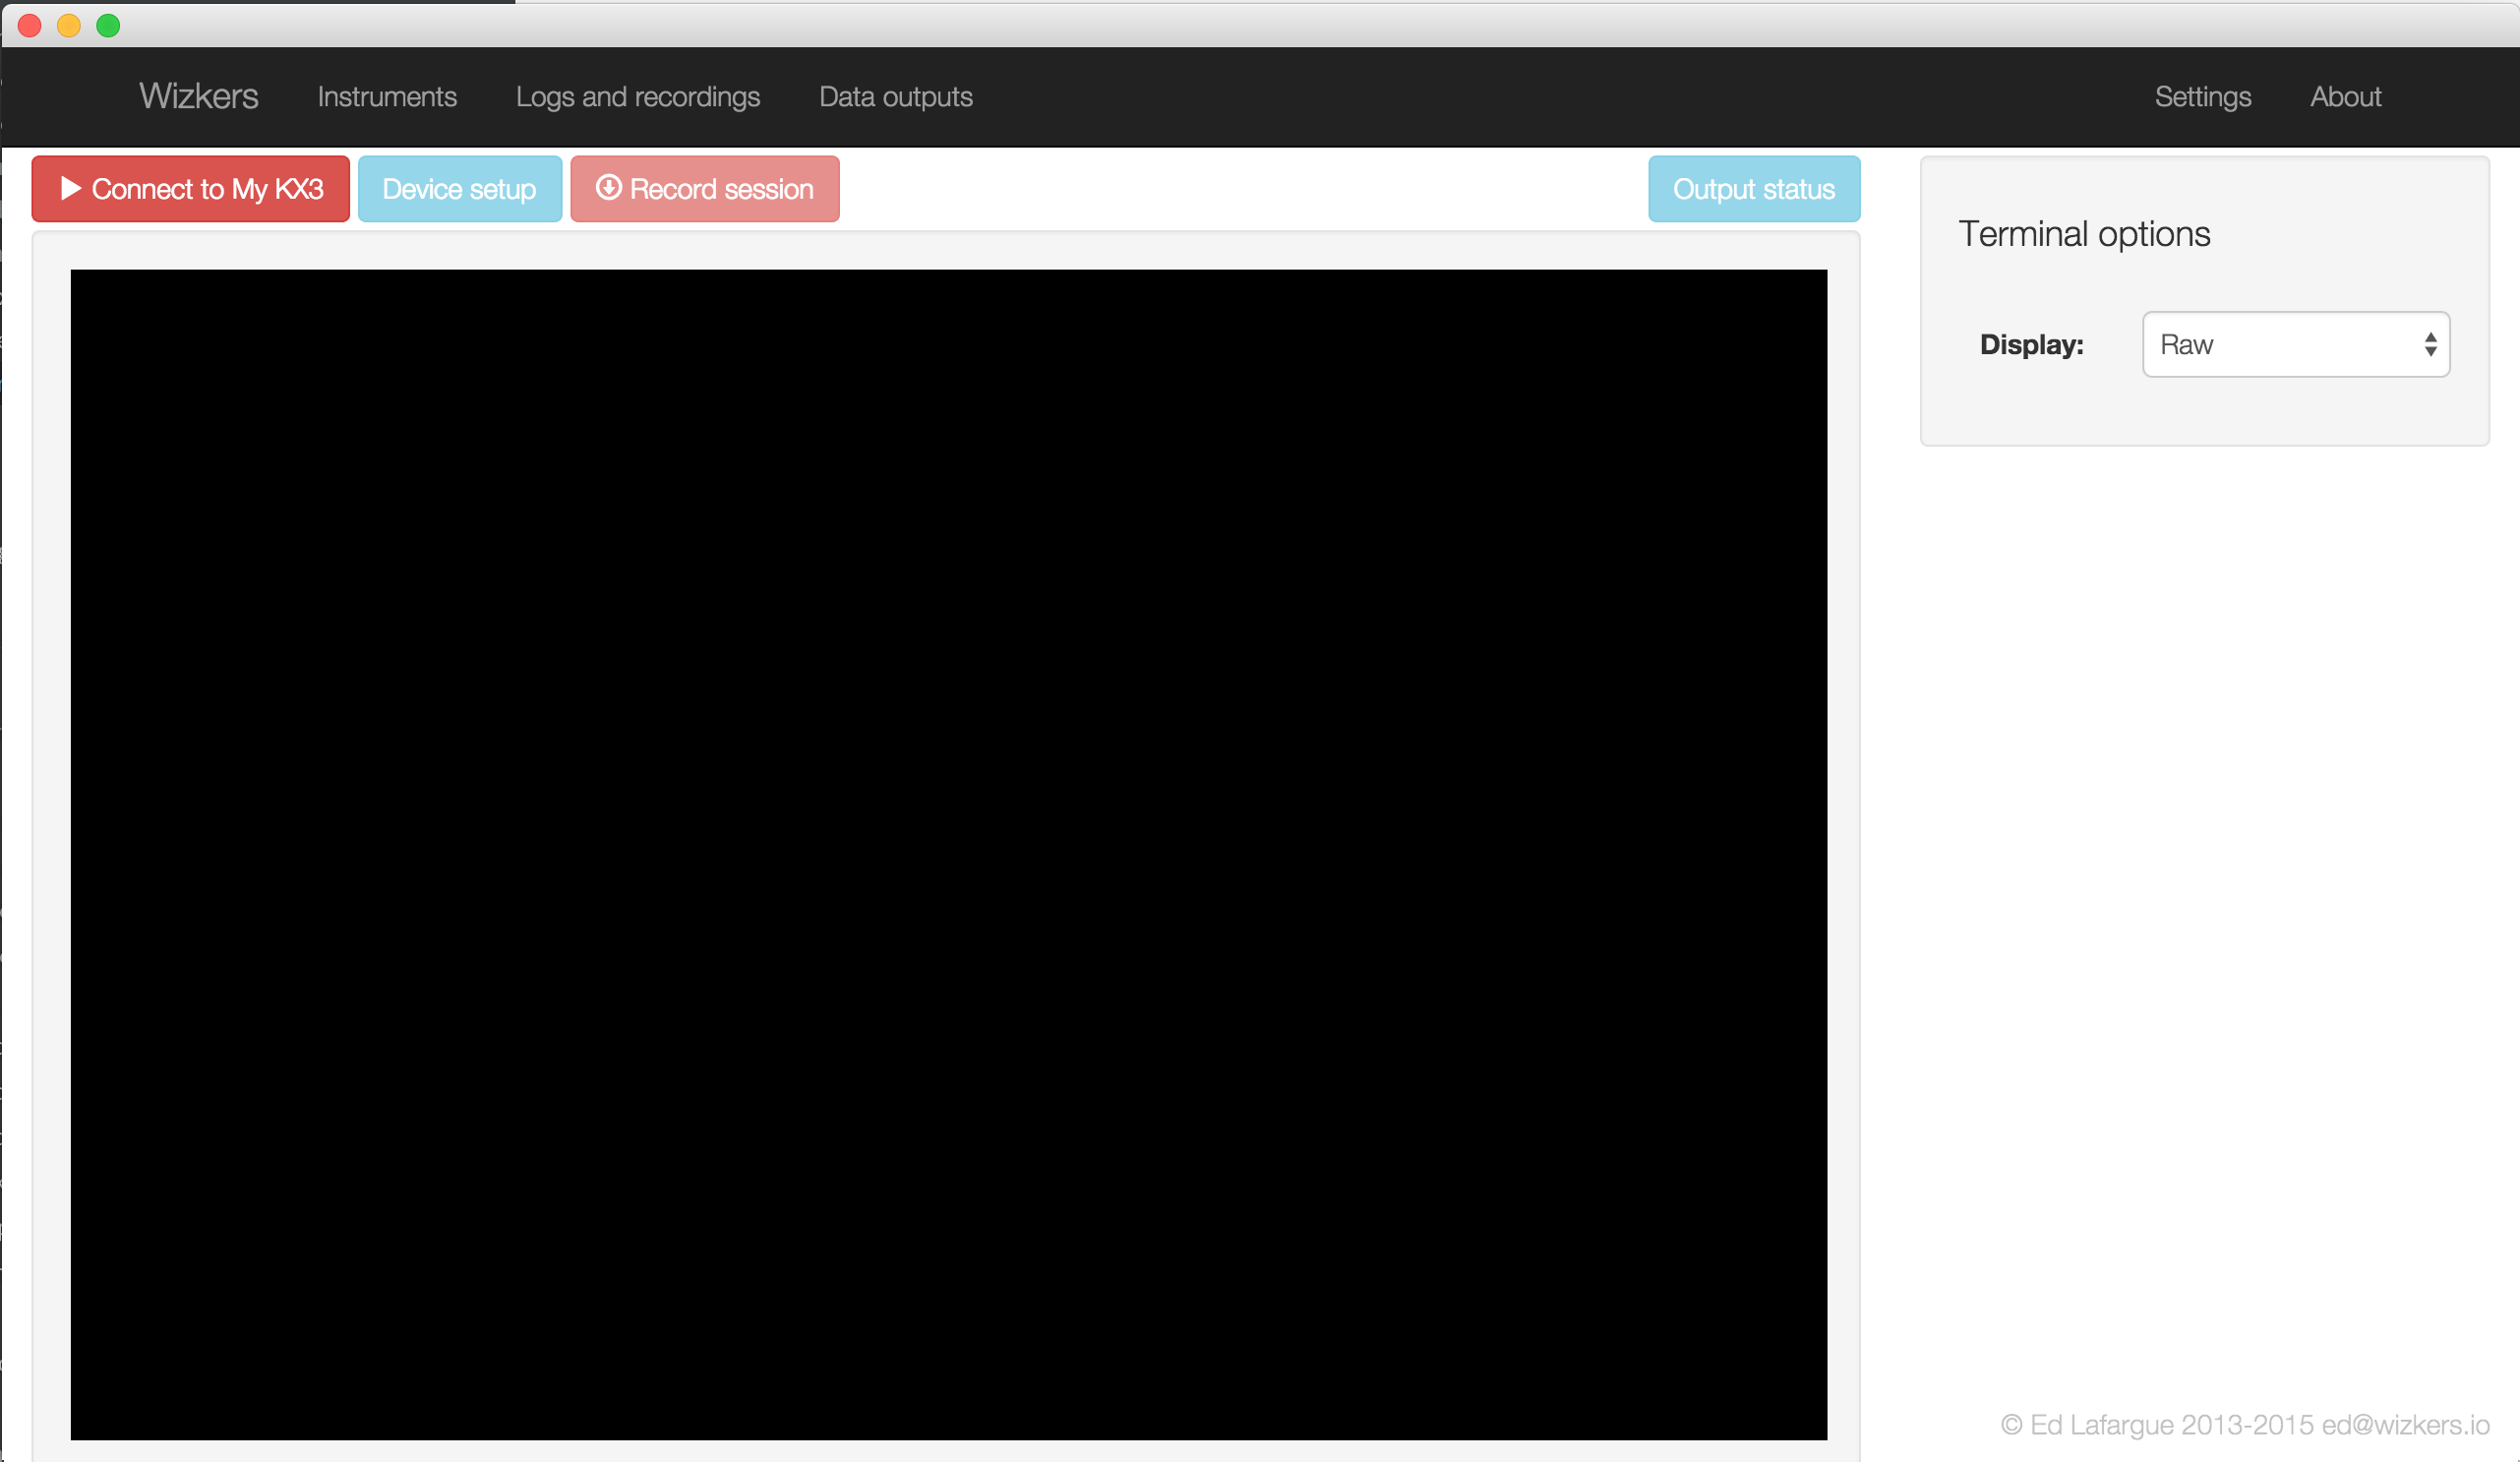 Wizkers Instruments Logs and recordings Data outputs Settings About
Connect to My KX3 Device setup Record session Output status
Terminal options
Display: Raw
© Ed Lafargue 2013-2015 ed@wizkers.io